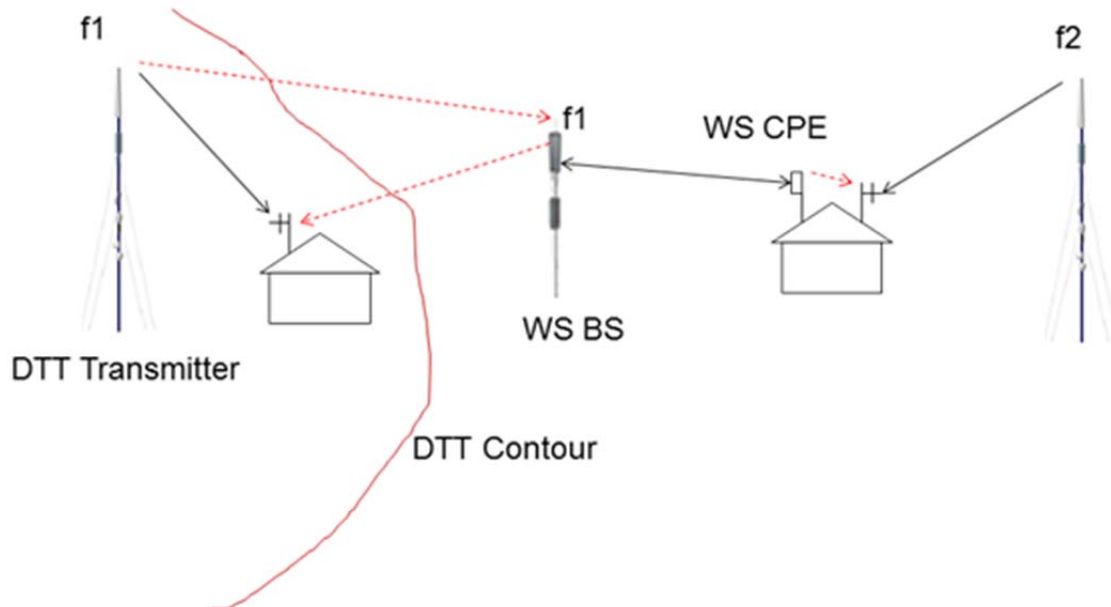 f1
f2
f1
WS CPE
WS BS
DTT Transmitter
DTT Contour